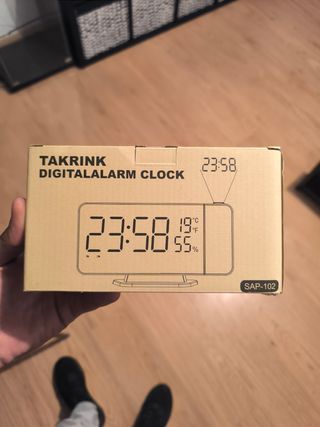 TAKRINK
DIGITALALARM CLOCK
23:58
23:58
19 °C
°F
55 %
SAP-102